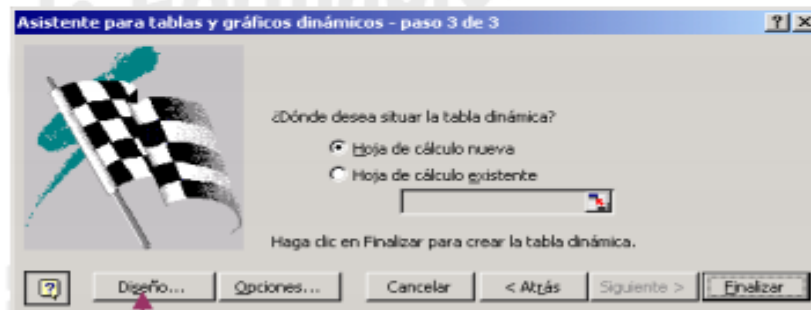 Asistente para tablas y gráficos dinámicos - paso 3 de 3
¿Dónde desea situar la tabla dinámica?
Hoja de cálculo nueva
Hoja de cálculo existente
Haga clic en Finalizar para crear la tabla dinámica.
Diseño... Opciones... Cancelar < Atrás Siguiente > Finalizar